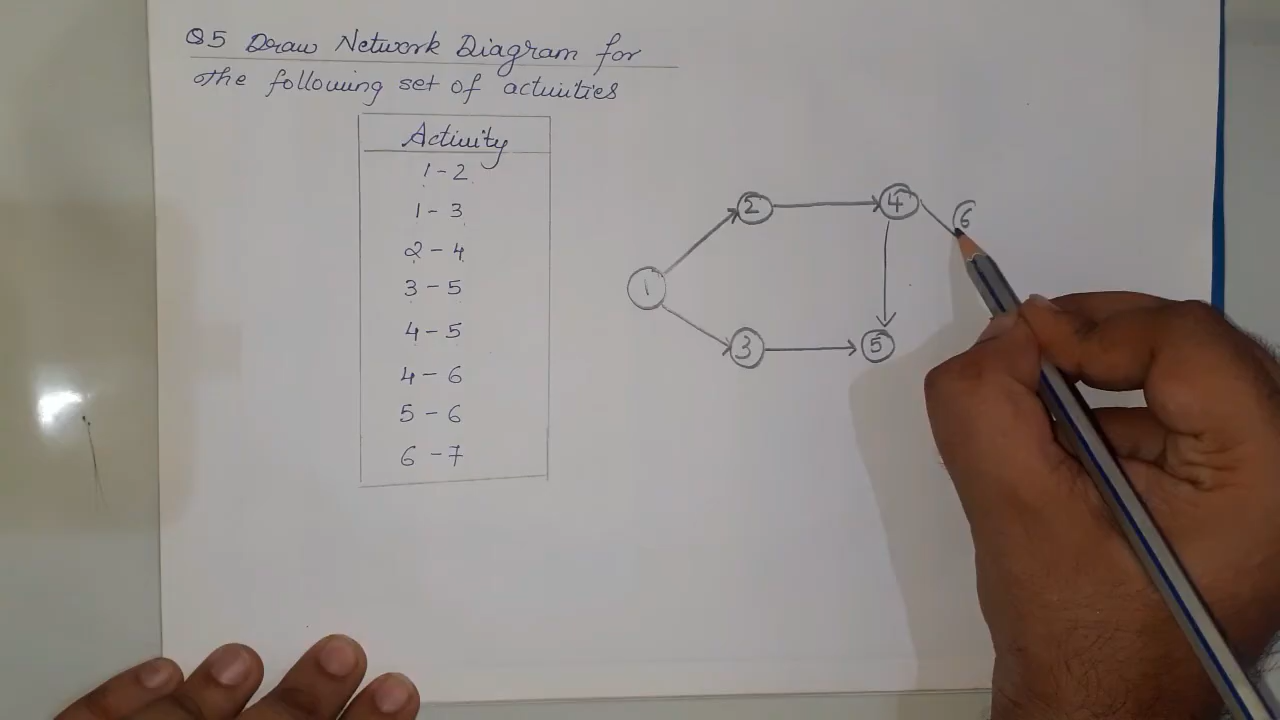 Q5 Draw Network Diagram for
the following set of activities
Activity
1 - 2
1 - 3
2 - 4
3 - 5
4 - 5
4 - 6
5 - 6
6 - 7
2
4
6
1
3
5